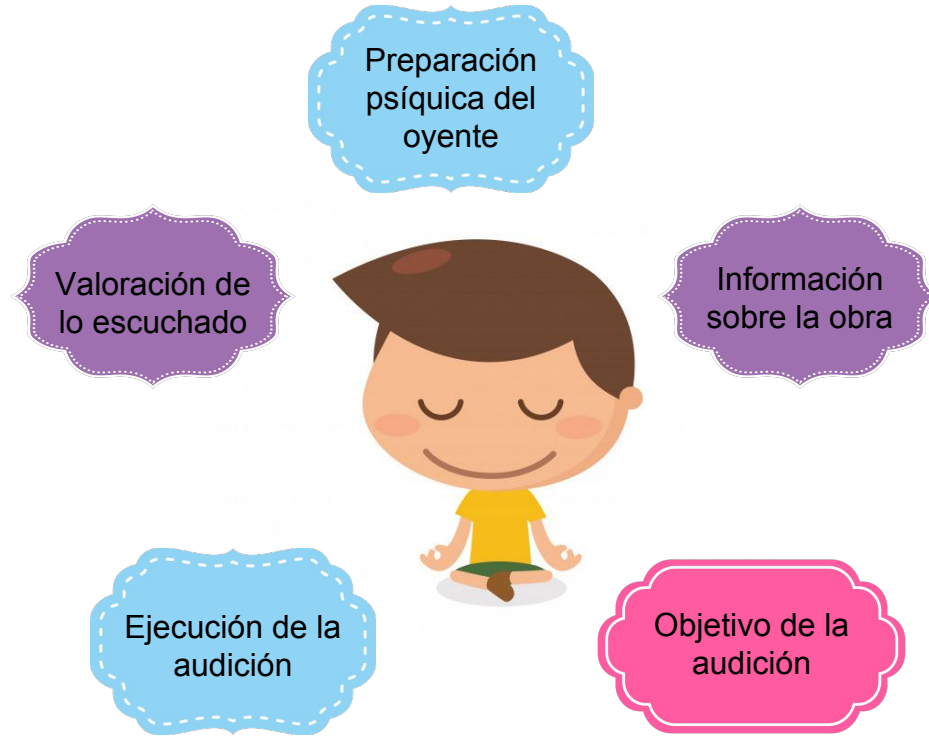 Preparación
psíquica del
oyente
Valoración de
lo escuchado
Información
sobre la obra
Ejecución de la
audición
Objetivo de la
audición